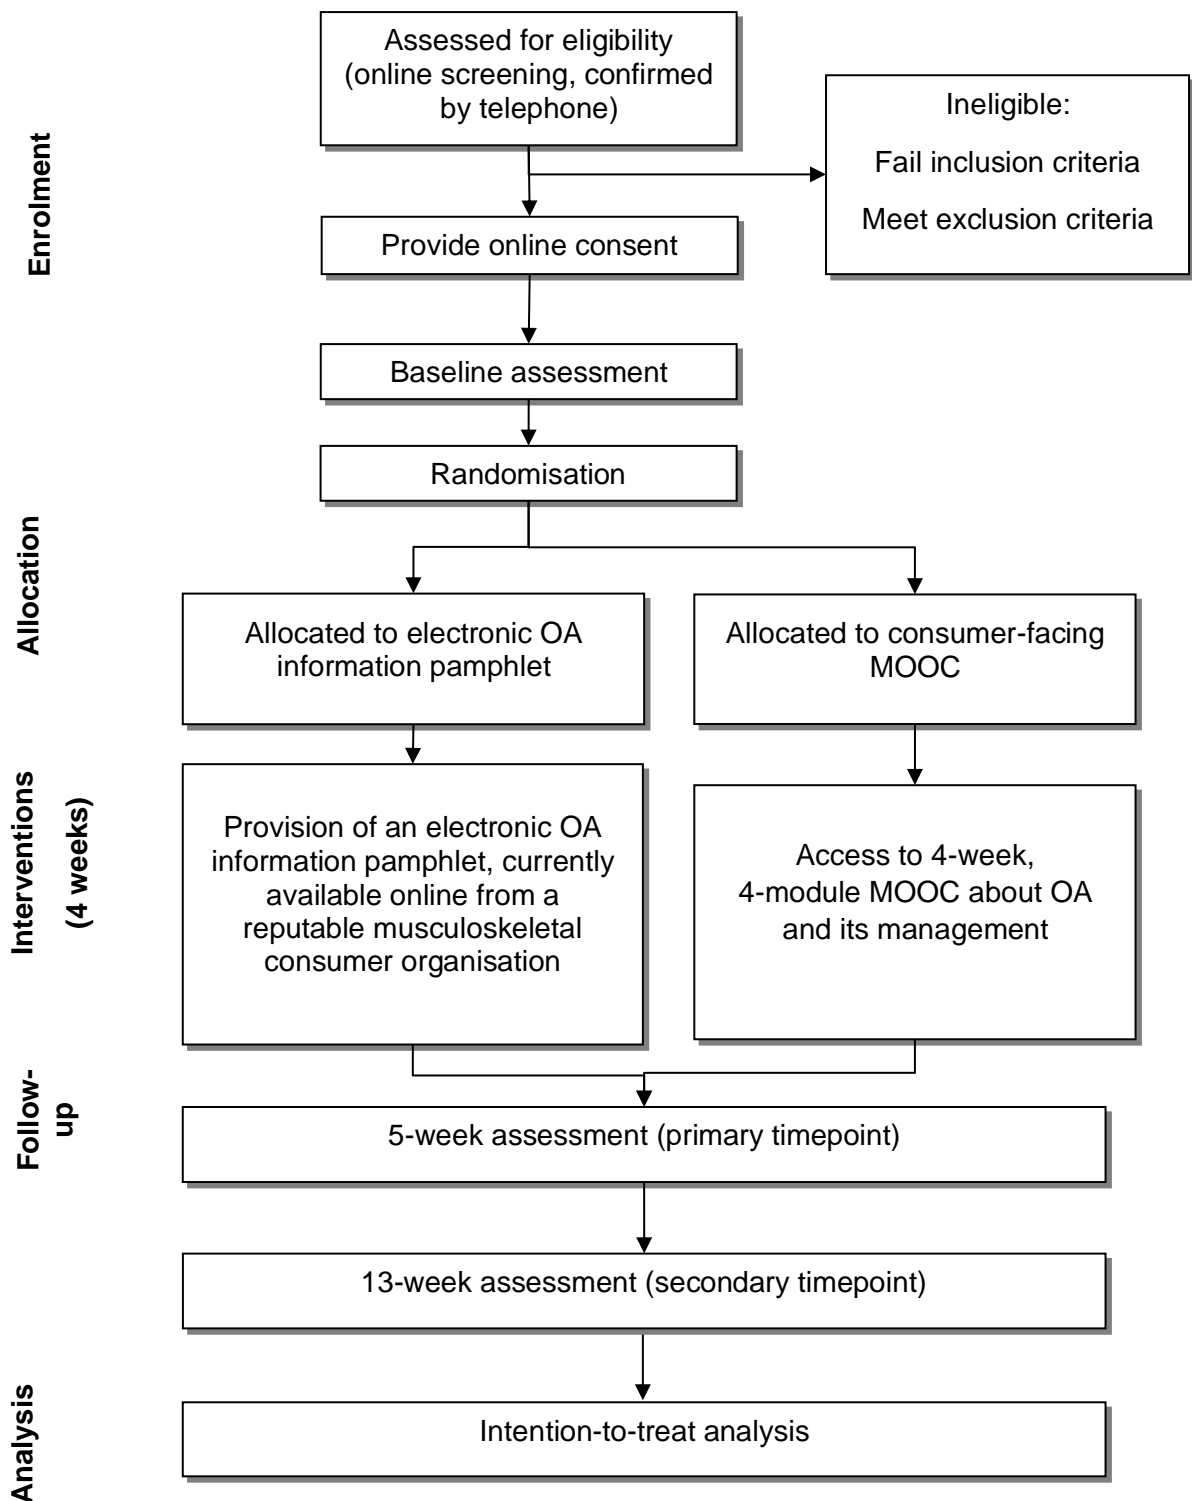 Assessed for eligibility
(online screening, confirmed
by telephone)
Ineligible:
Fail inclusion criteria
Meet exclusion criteria
Enrolment
Provide online consent
Baseline assessment
Randomisation
Allocation
Allocated to electronic OA
information pamphlet
Allocated to consumer-facing
MOOC
Interventions
(4 weeks)
Provision of an electronic OA
information pamphlet, currently
available online from a
reputable musculoskeletal
consumer organisation
Access to 4-week,
4-module MOOC about OA
and its management
Follow-
up
5-week assessment (primary timepoint)
13-week assessment (secondary timepoint)
Analysis
Intention-to-treat analysis